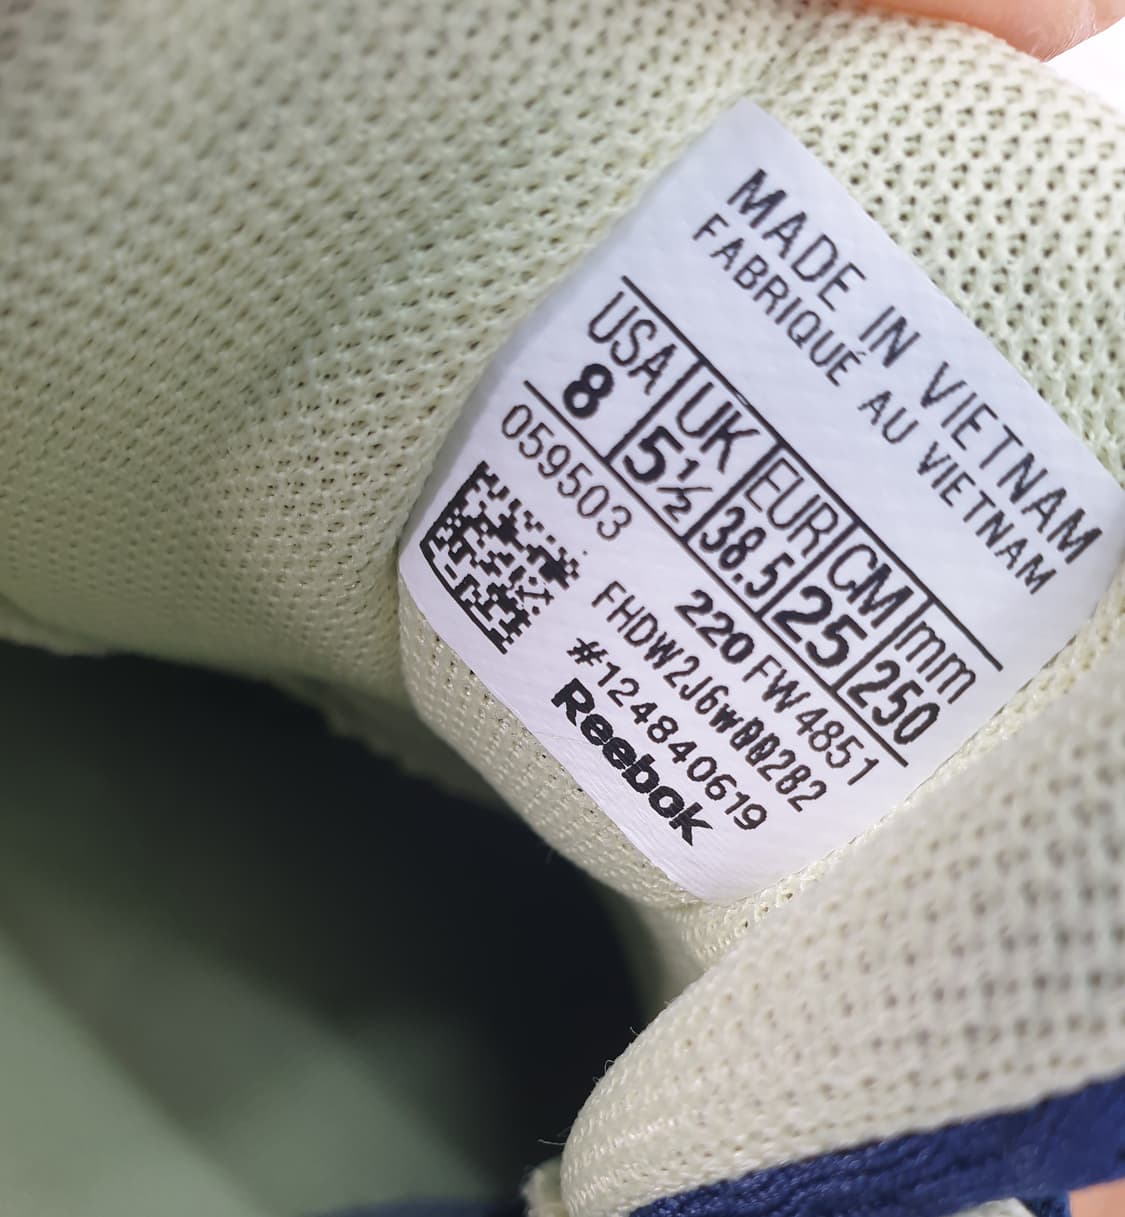 MADE IN VIETNAM
FABRIQUÉ AU VIETNAM
USA UK EUR CM mm
8 5½ 38.5 25 250
059503 220 FW4851
FHDW2J6W00282
#124840619
Reebok